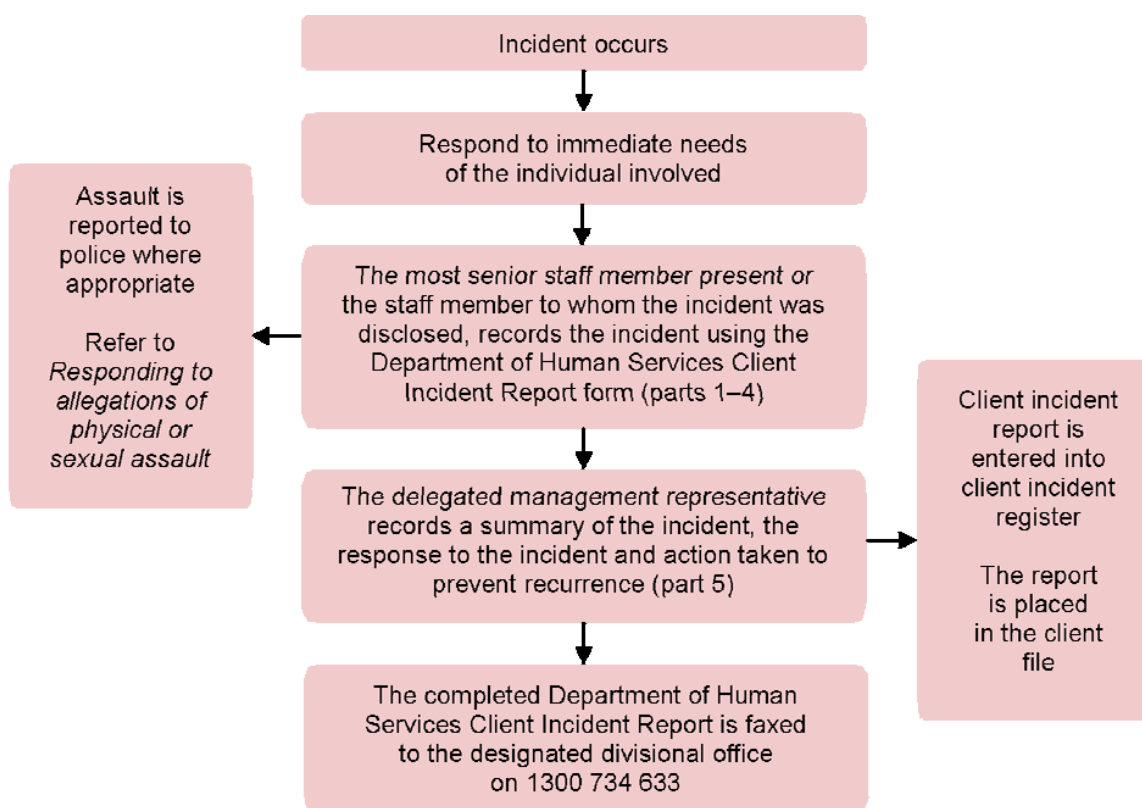 Incident occurs
Respond to immediate needs
of the individual involved
Assault is
reported to
police where
appropriate
Refer to
Responding to
allegations of
physical or
sexual assault
The most senior staff member present or
the staff member to whom the incident was
disclosed, records the incident using the
Department of Human Services Client
Incident Report form (parts 1–4)
The delegated management representative
records a summary of the incident, the
response to the incident and action taken to
prevent recurrence (part 5)
Client incident
report is
entered into
client incident
register
The report
is placed
in the client
file
The completed Department of Human
Services Client Incident Report is faxed
to the designated divisional office
on 1300 734 633